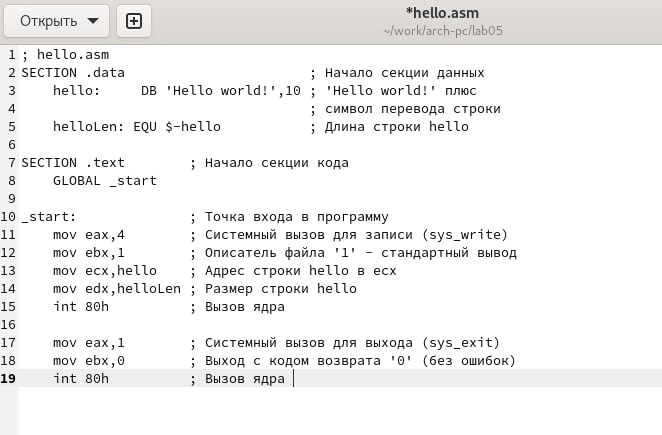 Открыть
*hello.asm
~/work/arch-pc/lab05
1 ; hello.asm
2 SECTION .data                       ; Начало секции данных
3     hello:     DB 'Hello world!',10 ; 'Hello world!' плюс
4                                     ; символ перевода строки
5     helloLen: EQU $-hello           ; Длина строки hello
6
7 SECTION .text        ; Начало секции кода
8     GLOBAL _start
9
10 _start:              ; Точка входа в программу
11     mov eax,4        ; Системный вызов для записи (sys_write)
12     mov ebx,1        ; Описатель файла '1' - стандартный вывод
13     mov ecx,hello    ; Адрес строки hello в ecx
14     mov edx,helloLen ; Размер строки hello
15     int 80h          ; Вызов ядра
16
17     mov eax,1        ; Системный вызов для выхода (sys_exit)
18     mov ebx,0        ; Выход с кодом возврата '0' (без ошибок)
19     int 80h          ; Вызов ядра